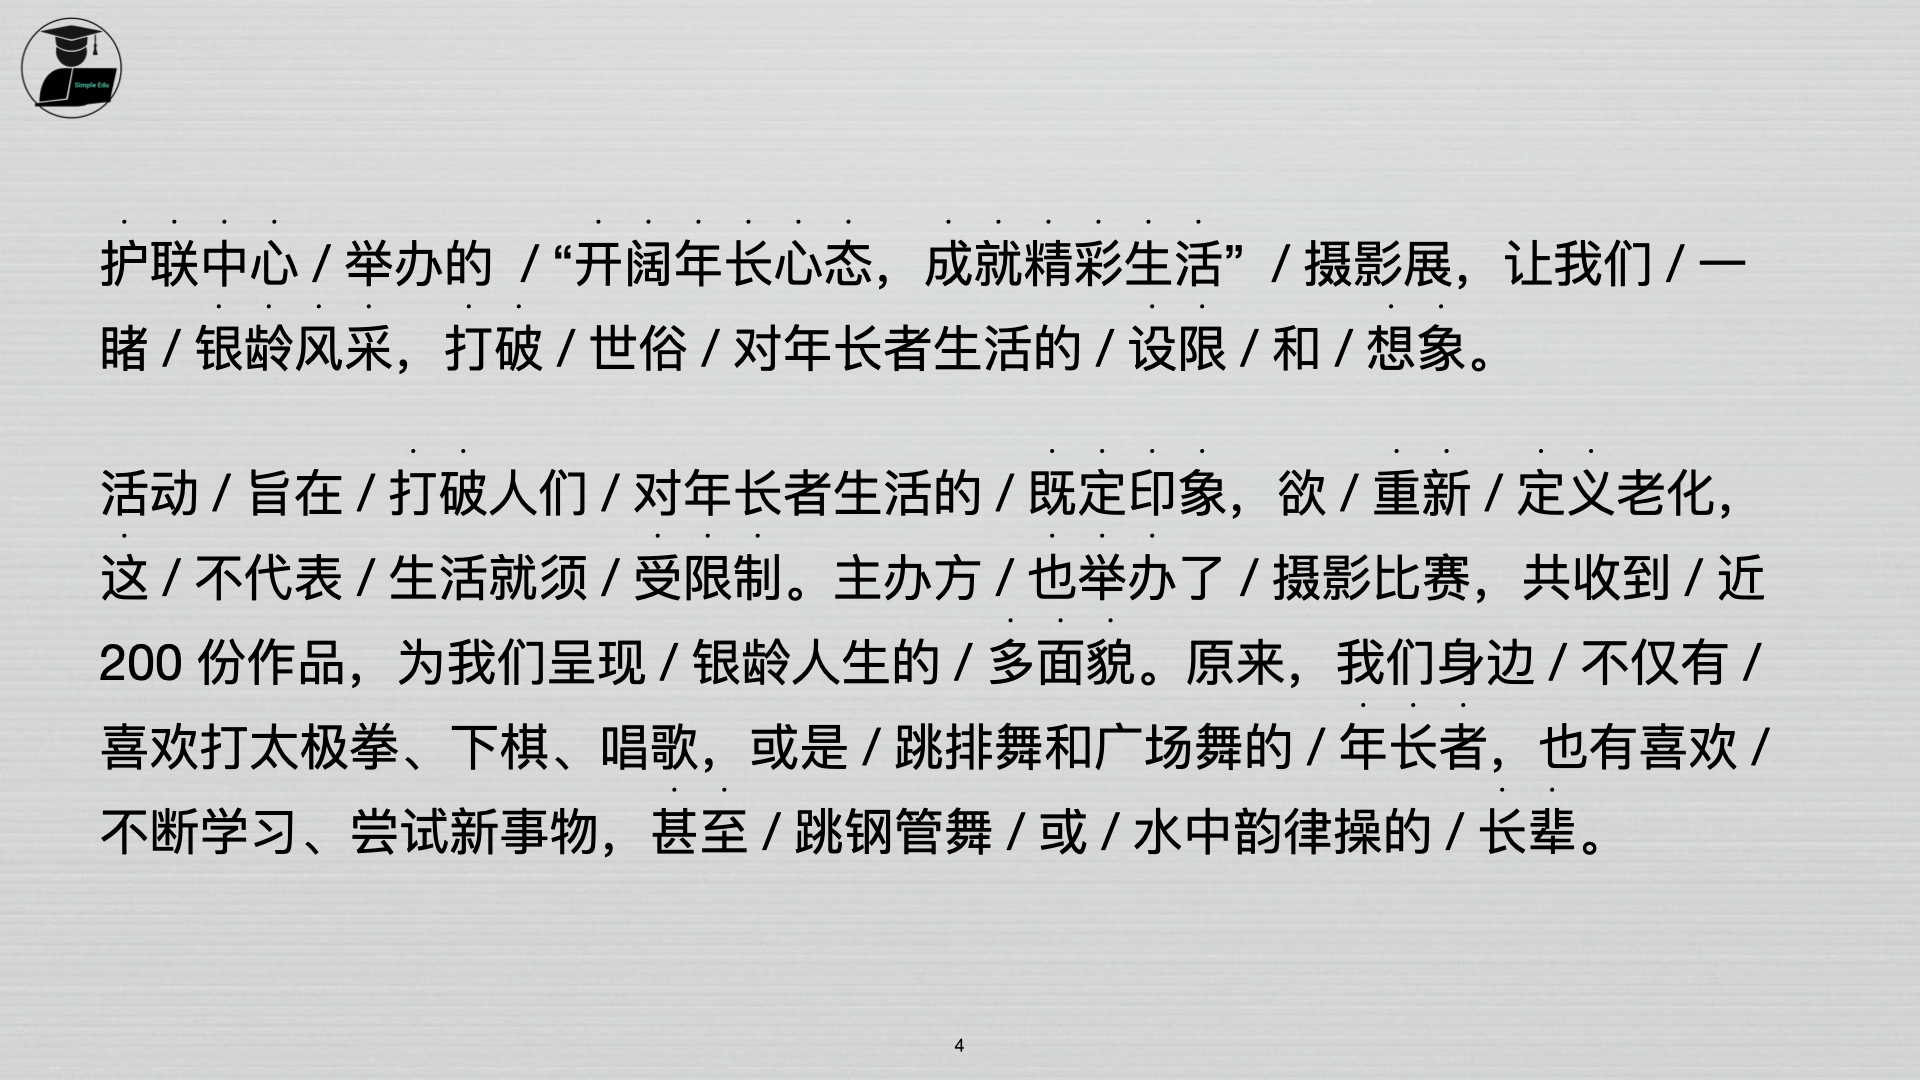 Simple Edu
护联中心 / 举办的 / “开阔年长心态，成就精彩生活” / 摄影展，让我们 / 一
睹 / 银龄风采，打破 / 世俗 / 对年长者生活的 / 设限 / 和 / 想象。
活动 / 旨在 / 打破人们 / 对年长者生活的 / 既定印象，欲 / 重新 / 定义老化，
这 / 不代表 / 生活就须 / 受限制。主办方 / 也举办了 / 摄影比赛，共收到 / 近
200 份作品，为我们呈现 / 银龄人生的 / 多面貌。原来，我们身边 / 不仅有 /
喜欢打太极拳、下棋、唱歌，或是 / 跳排舞和广场舞的 / 年长者，也有喜欢 /
不断学习、尝试新事物，甚至 / 跳钢管舞 / 或 / 水中韵律操的 / 长辈。
4